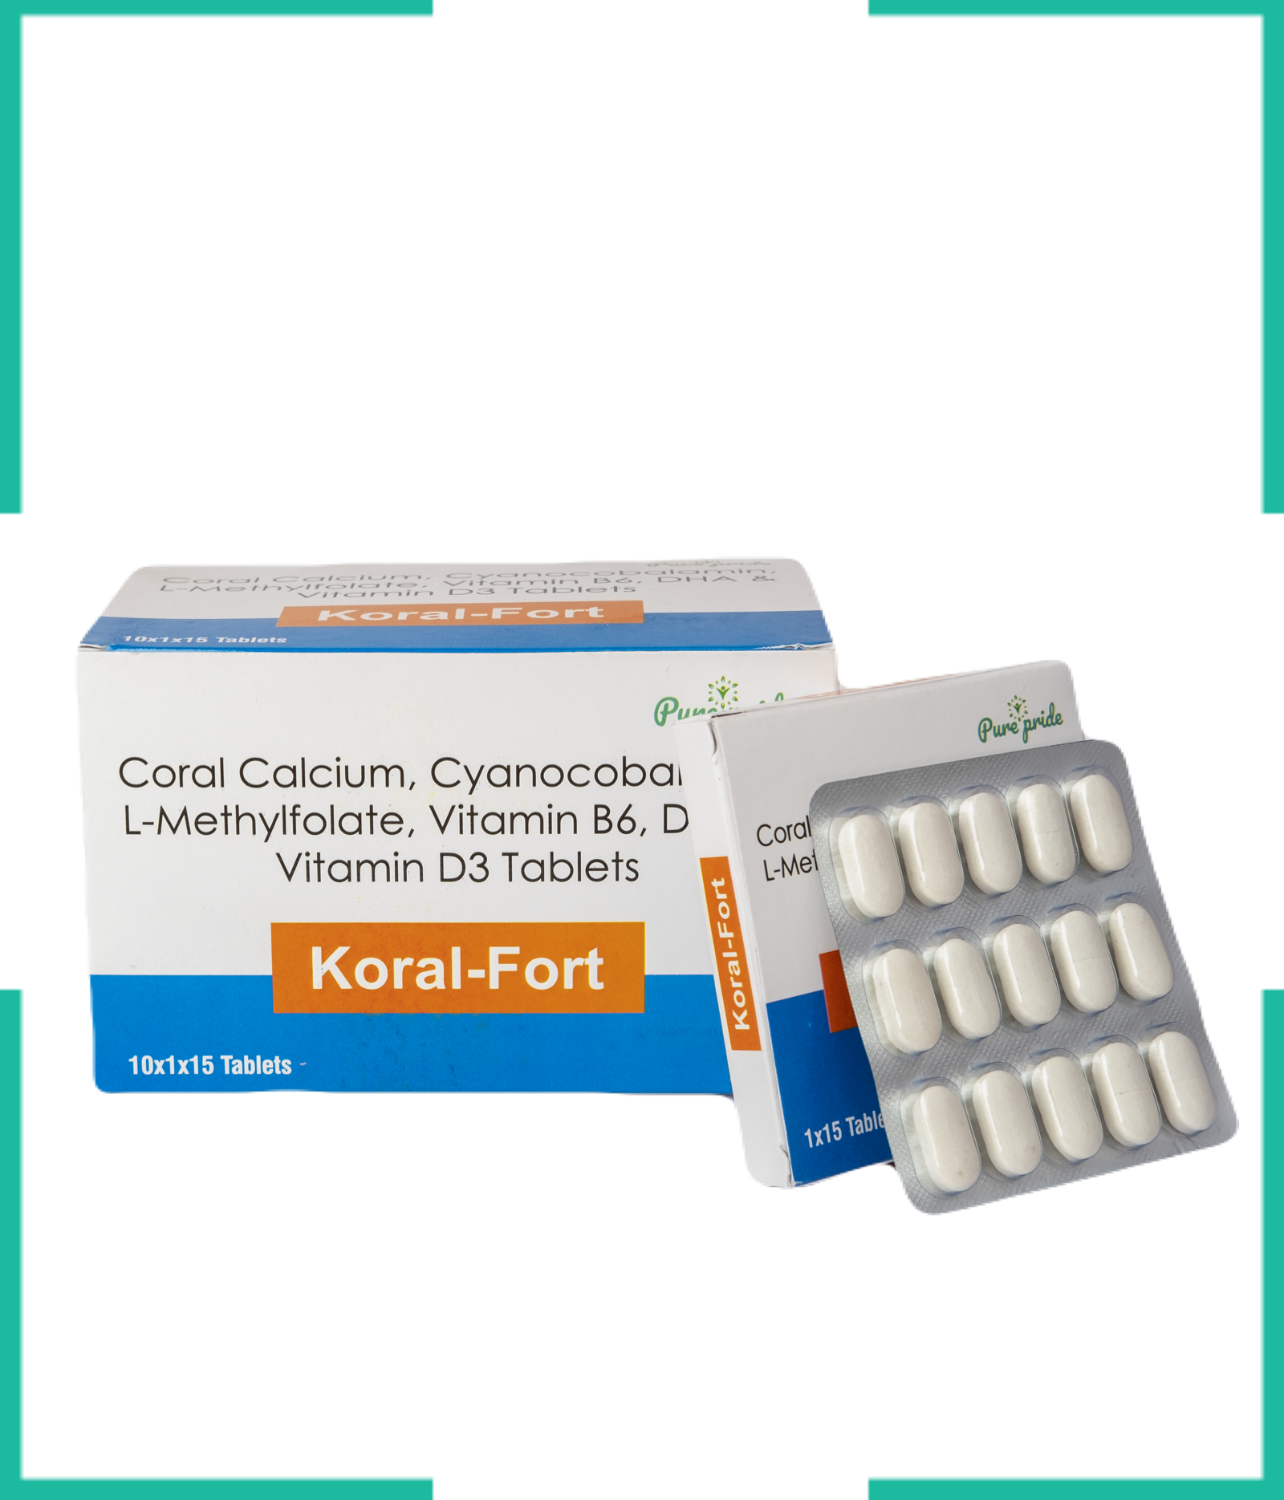 Coral Calcium, Cyanocobalamin,
L-Methylfolate, Vitamin B6, DHA &
Vitamin D3 Tablets
Koral-Fort
10x1x15 Tablets
Pure
Coral Calcium, Cyanocobal
L-Methylfolate, Vitamin B6, D
Vitamin D3 Tablets
Koral-Fort
10x1x15 Tablets
Pure pride
Coral
L-Met
Koral-Fort
1x15 Table